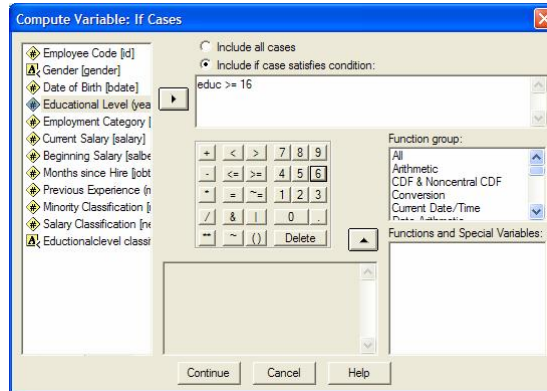 Compute Variable: If Cases
Employee Code [id]
Gender [gender]
Date of Birth [bdate]
Educational Level (yea
Employment Category [
Current Salary [salary]
Beginning Salary [salbe
Months since Hire [jobt
Previous Experience (m
Minority Classification [i
Salary Classification [ne
Eductionalclevel classif
Include all cases
Include if case satisfies condition:
educ >= 16
+ < > 7 8 9
- <= >= 4 5 6
* = ~= 1 2 3
/ & | 0 .
** ~ () Delete
Function group:
All
Arithmetic
CDF & Noncentral CDF
Conversion
Current Date/Time
Date Arithmetic
Functions and Special Variables:
Continue Cancel Help